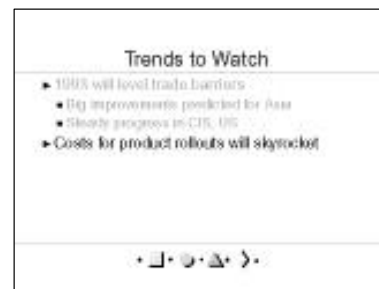 Trends to Watch
1993 will level trade barriers
Big improvements predicted for Asia
Steady progress in CIS, US
Costs for product rollouts will skyrocket